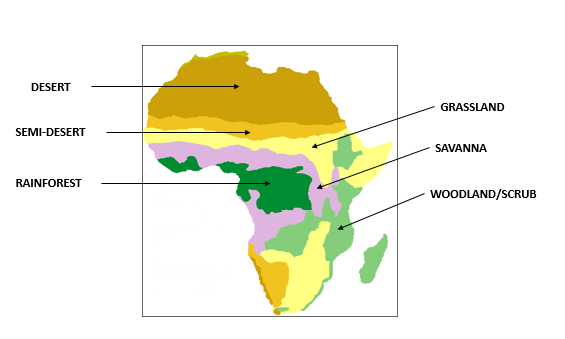 DESERT
SEMI-DESERT
RAINFOREST
GRASSLAND
SAVANNA
WOODLAND/SCRUB